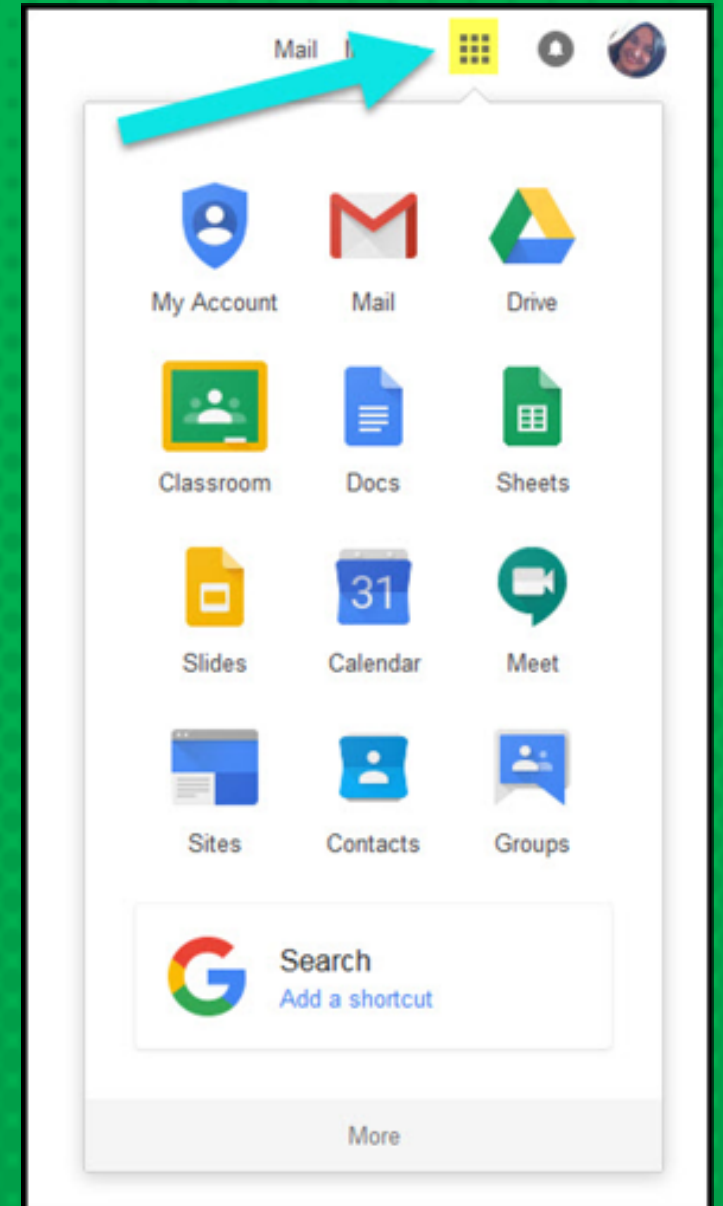 Mail
My Account Mail Drive
Classroom Docs Sheets
Slides 31 Calendar Meet
Sites Contacts Groups
G Search
Add a shortcut
More